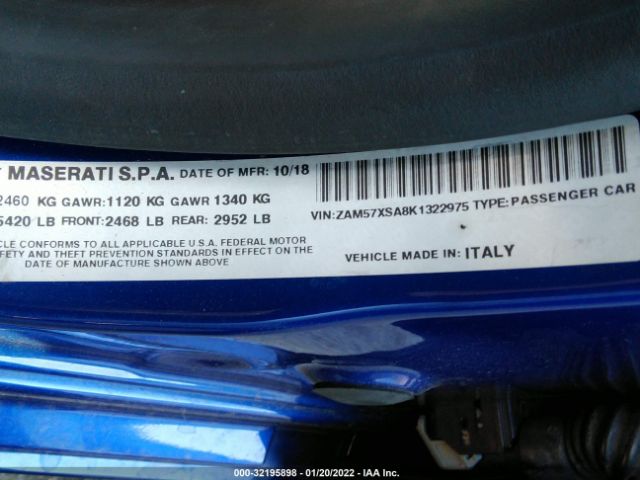 MASERATI S.P.A. DATE OF MFR: 10/18
2460 KG GAWR:1120 KG GAWR 1340 KG
5420 LB FRONT: 2468 LB REAR: 2952 LB
VIN:ZAM57XSA8K1322975 TYPE: PASSENGER CAR
CONFORMS TO ALL APPLICABLE U.S.A. FEDERAL MOTOR
AND THEFT PREVENTION STANDARDS IN EFFECT ON THE
DATE OF MANUFACTURE SHOWN ABOVE
VEHICLE MADE IN: ITALY
000-32195898 - 01/20/2022 - IAA Inc.